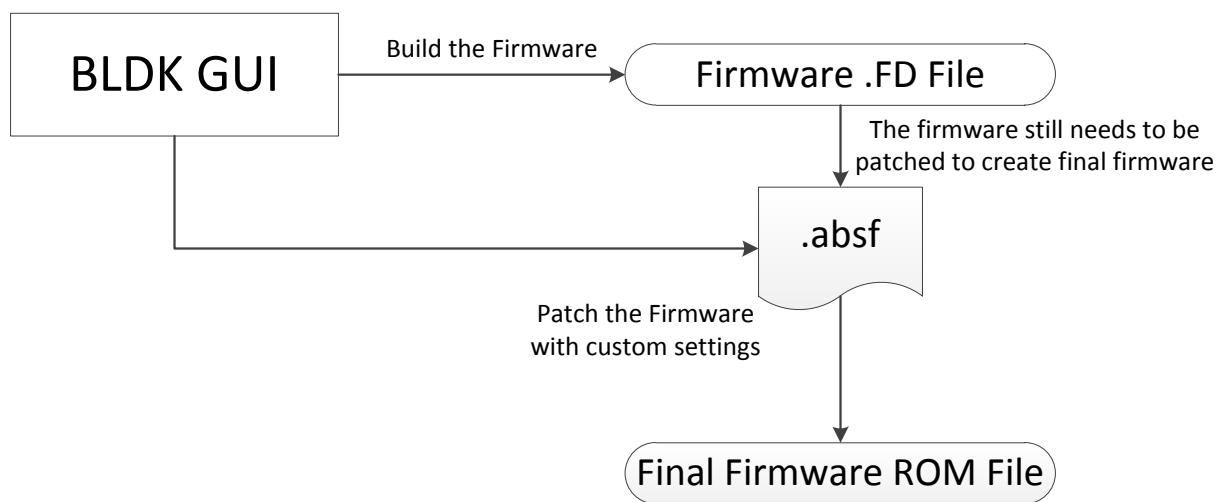 Build the Firmware
BLDK GUI
Firmware .FD File
The firmware still needs to be
patched to create final firmware
.absf
Patch the Firmware
with custom settings
Final Firmware ROM File